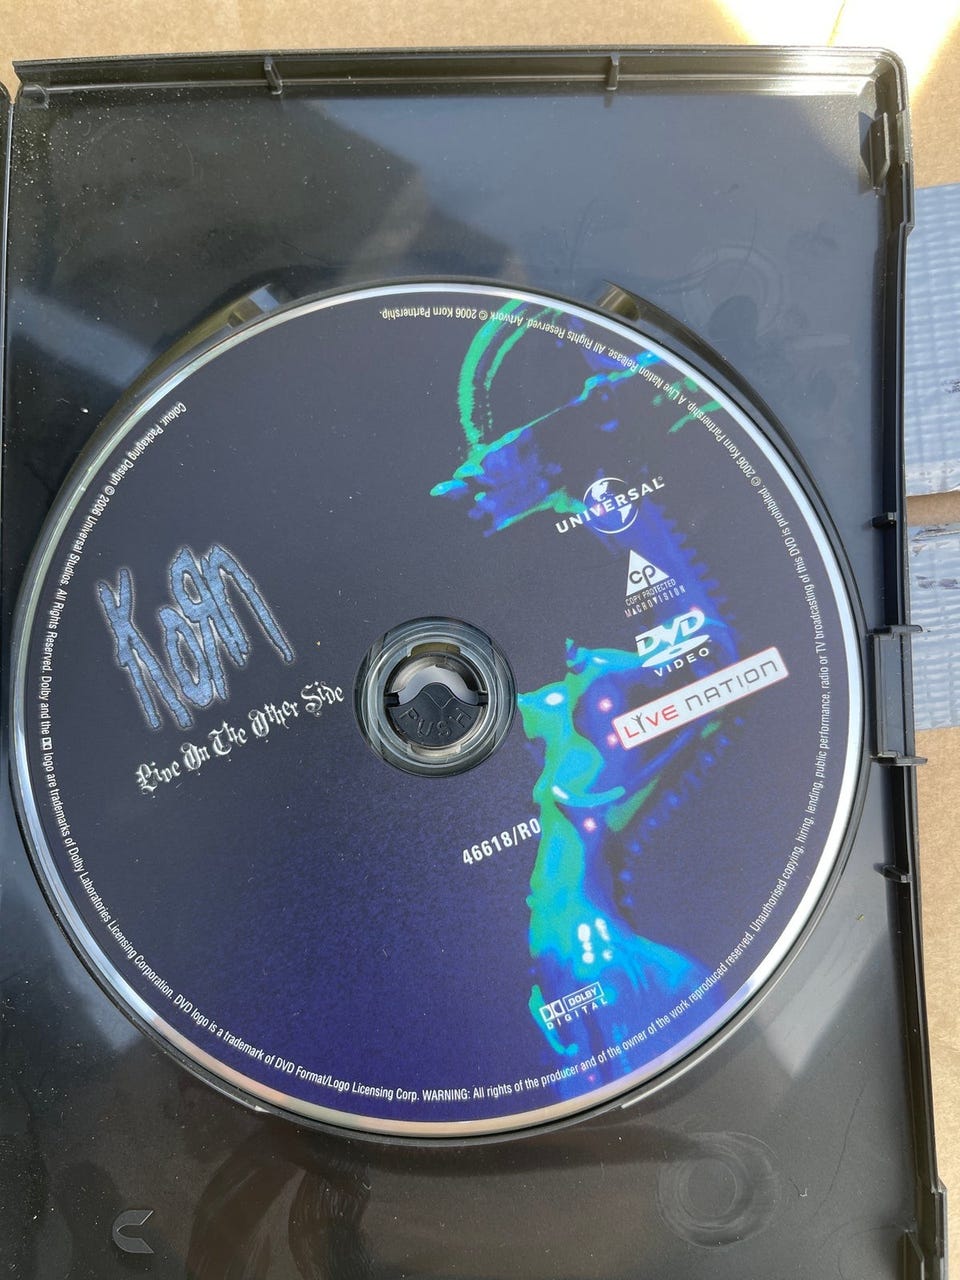 KoRn
Live On The Other Side
UNIVERSAL
cp
COPY PROTECTED
MACROVISION
DVD
VIDEO
LIVE NATION
PUSH
46618/R0
DOLBY
DIGITAL
Colour. Packaging Design © 2006 Universal Studios. All Rights Reserved. Dolby and the DD logo are trademarks of Dolby Laboratories Licensing Corporation. DVD logo is a trademark of DVD Format/Logo Licensing Corp. WARNING: All rights of the producer and of the owner of the work reproduced reserved. Unauthorised copying, hiring, lending, public performance, radio or TV broadcasting of this DVD is prohibited. © 2006 Korn Partnership. A Live Nation Release. All Rights Reserved. Artwork © 2006 Korn Partnership.